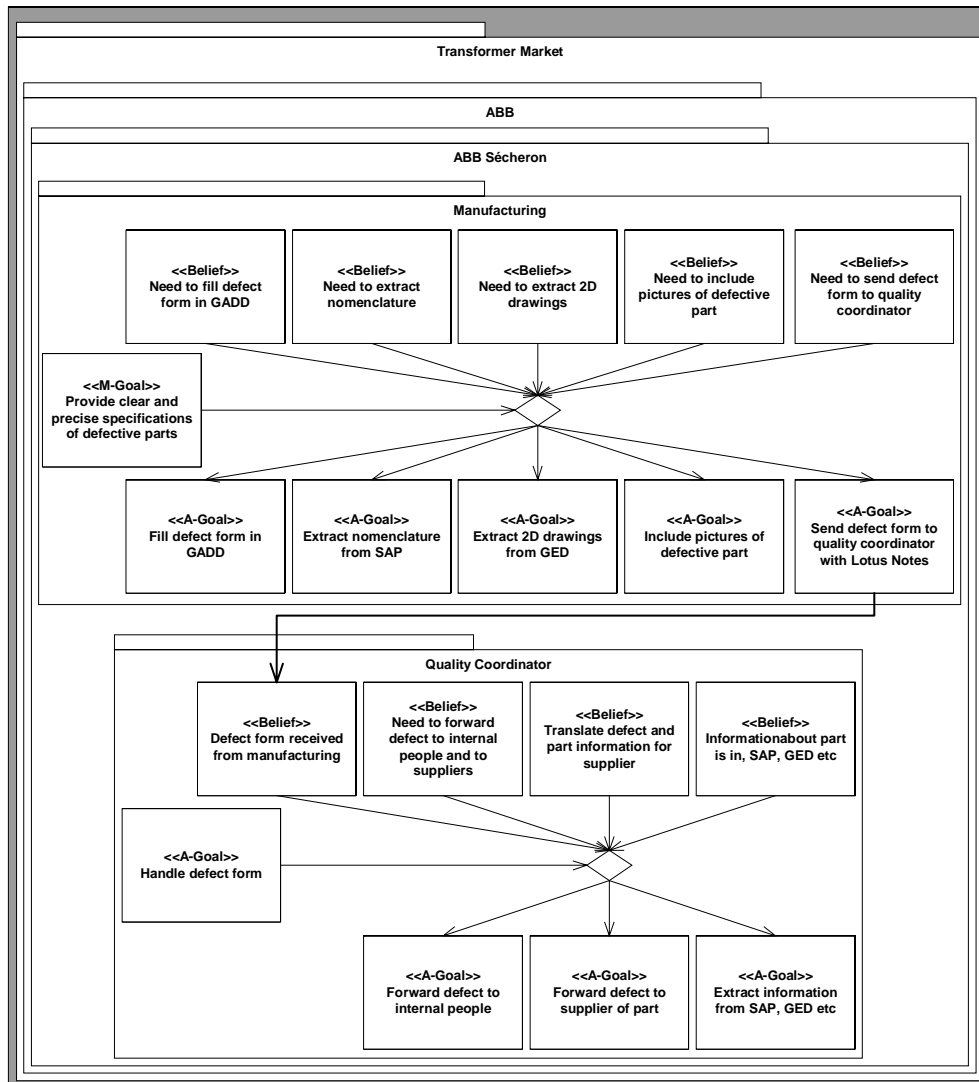 Transformer Market
ABB
ABB Sécheron
Manufacturing
<<Belief>>
Need to fill defect
form in GADD
<<Belief>>
Need to extract
nomenclature
<<Belief>>
Need to extract 2D
drawings
<<Belief>>
Need to include
pictures of defective
part
<<Belief>>
Need to send defect
form to quality
coordinator
<<M-Goal>>
Provide clear and
precise specifications
of defective parts
<<A-Goal>>
Fill defect form in
GADD
<<A-Goal>>
Extract nomenclature
from SAP
<<A-Goal>>
Extract 2D drawings
from GED
<<A-Goal>>
Include pictures of
defective part
<<A-Goal>>
Send defect form to
quality coordinator
with Lotus Notes
Quality Coordinator
<<Belief>>
Defect form received
from manufacturing
<<Belief>>
Need to forward
defect to internal
people and to
suppliers
<<Belief>>
Translate defect and
part information for
supplier
<<Belief>>
Informationabout part
is in, SAP, GED etc
<<A-Goal>>
Handle defect form
<<A-Goal>>
Forward defect to
internal people
<<A-Goal>>
Forward defect to
supplier of part
<<A-Goal>>
Extract information
from SAP, GED etc